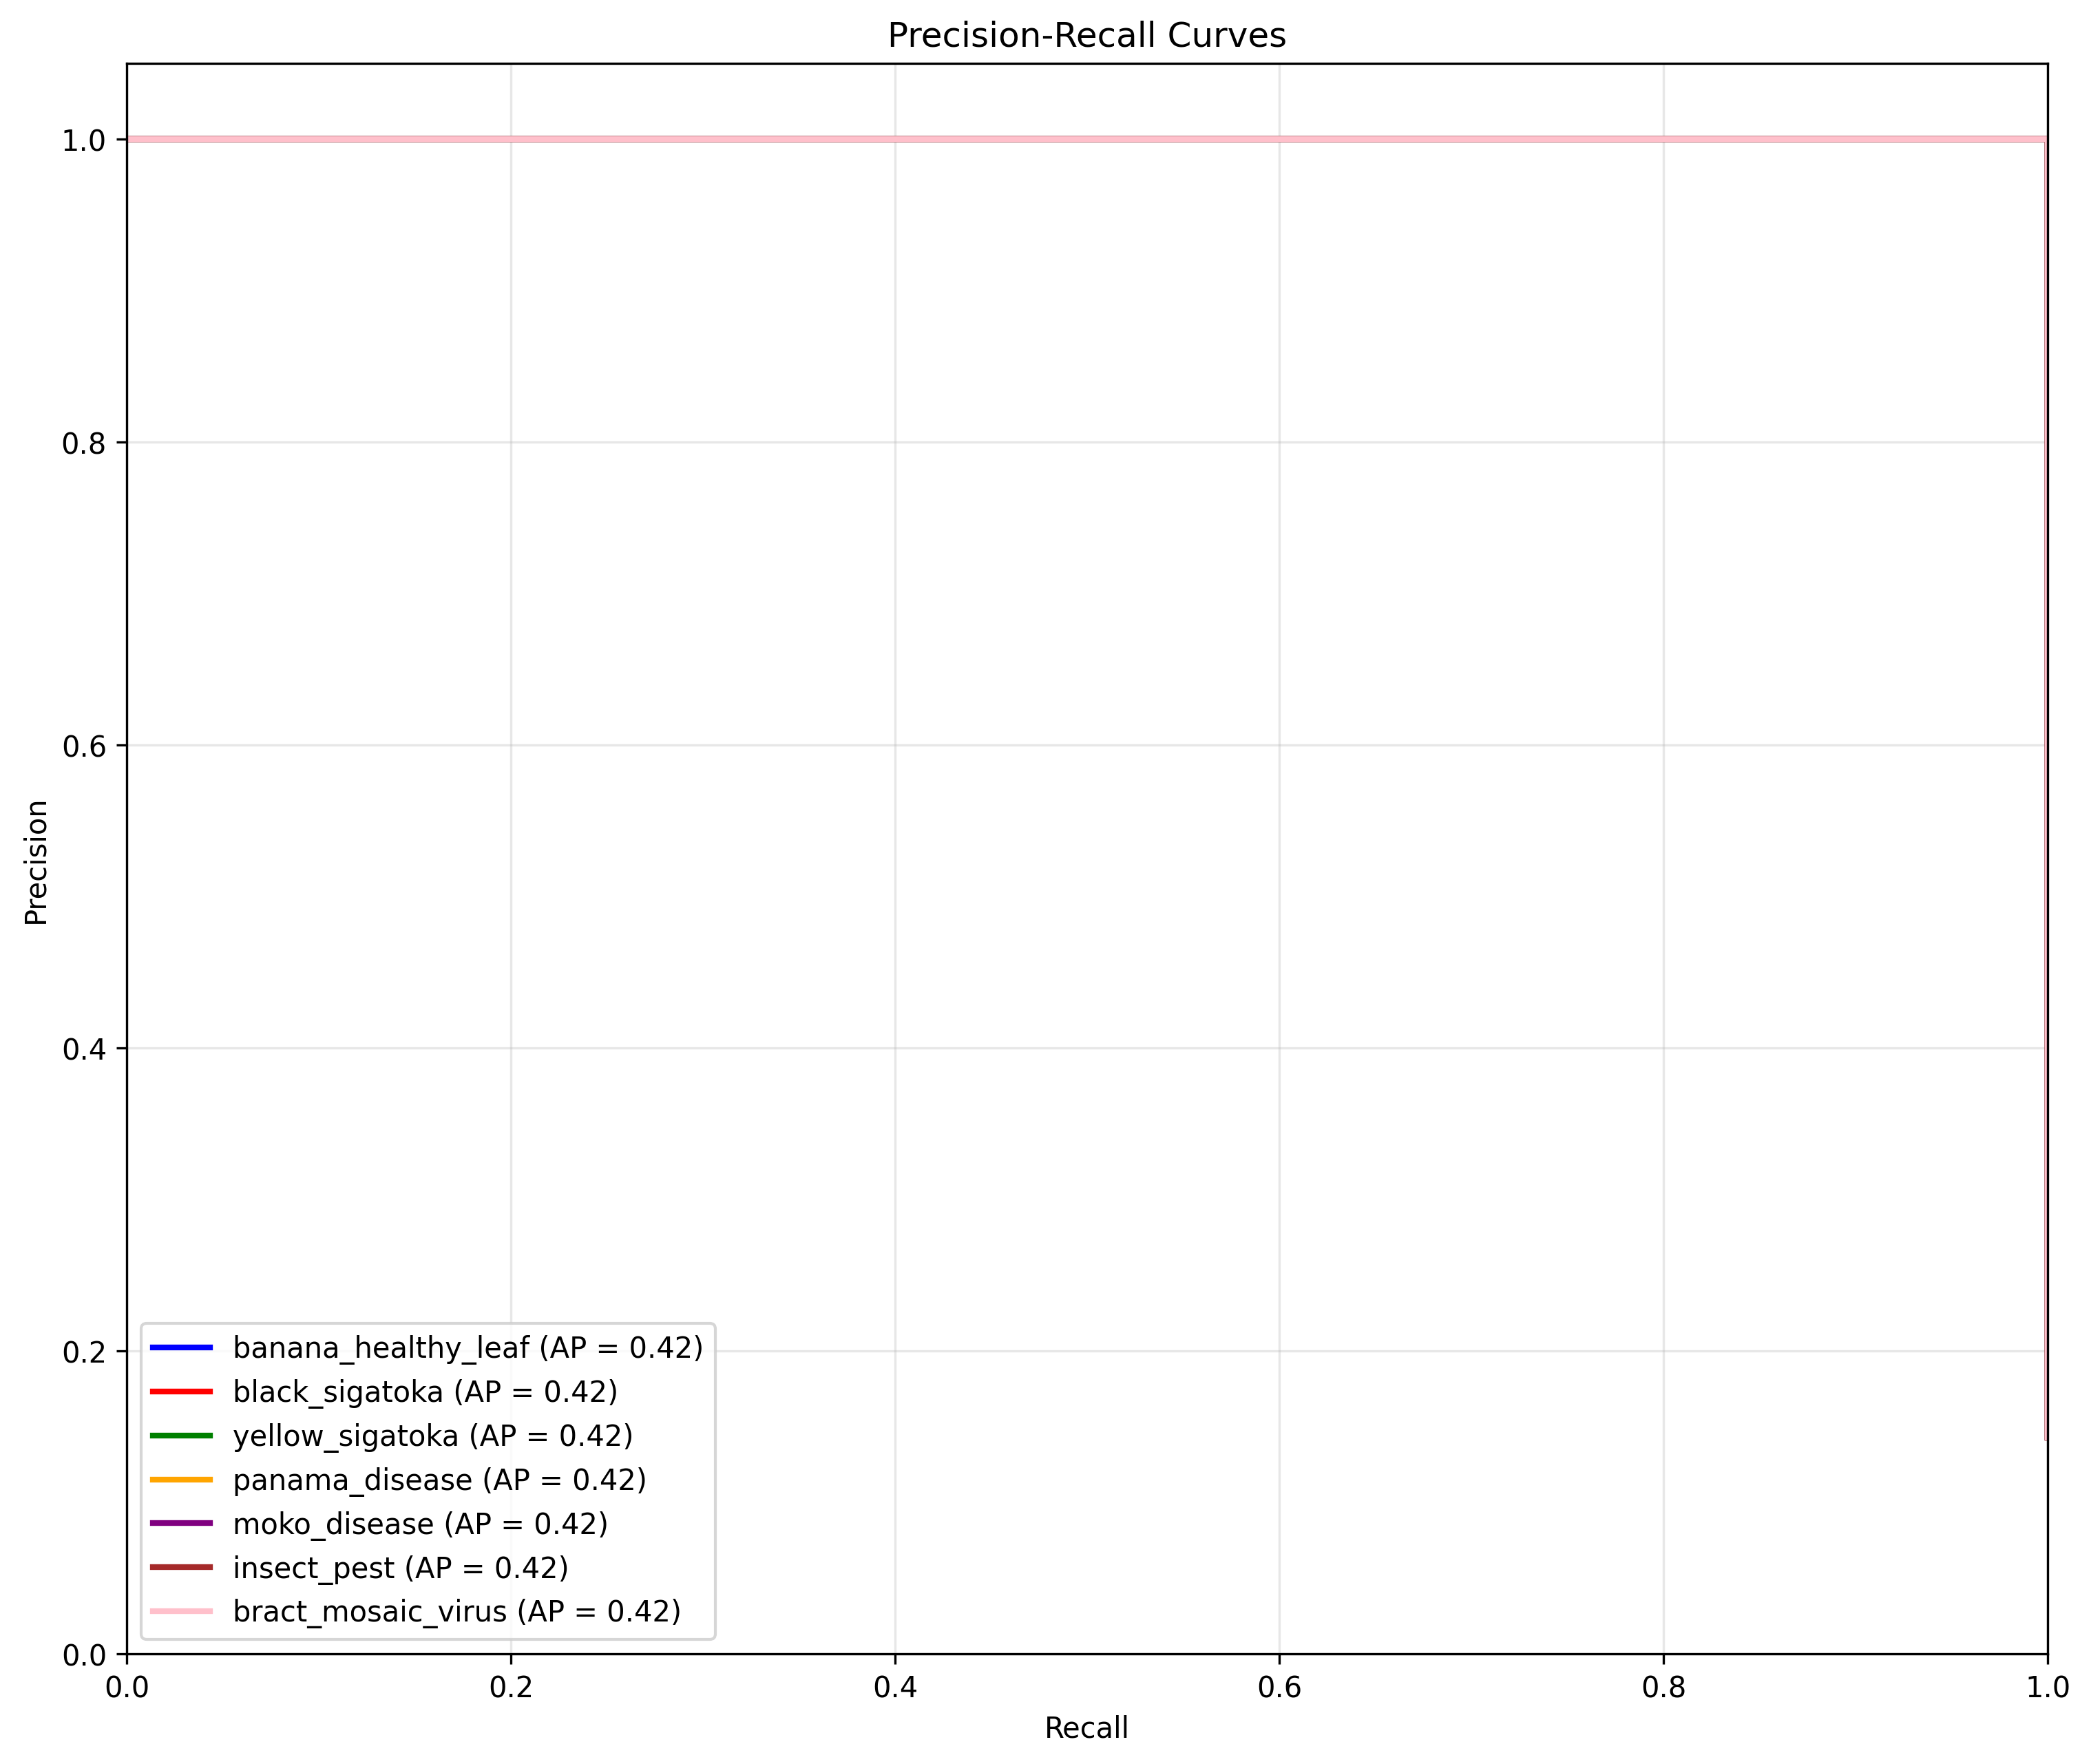 Precision-Recall Curves
1.0
0.8
0.6
0.4
0.2
0.0
Precision
banana_healthy_leaf (AP = 0.42)
black_sigatoka (AP = 0.42)
yellow_sigatoka (AP = 0.42)
panama_disease (AP = 0.42)
moko_disease (AP = 0.42)
insect_pest (AP = 0.42)
bract_mosaic_virus (AP = 0.42)
0.0 0.2 0.4 0.6 0.8 1.0
Recall